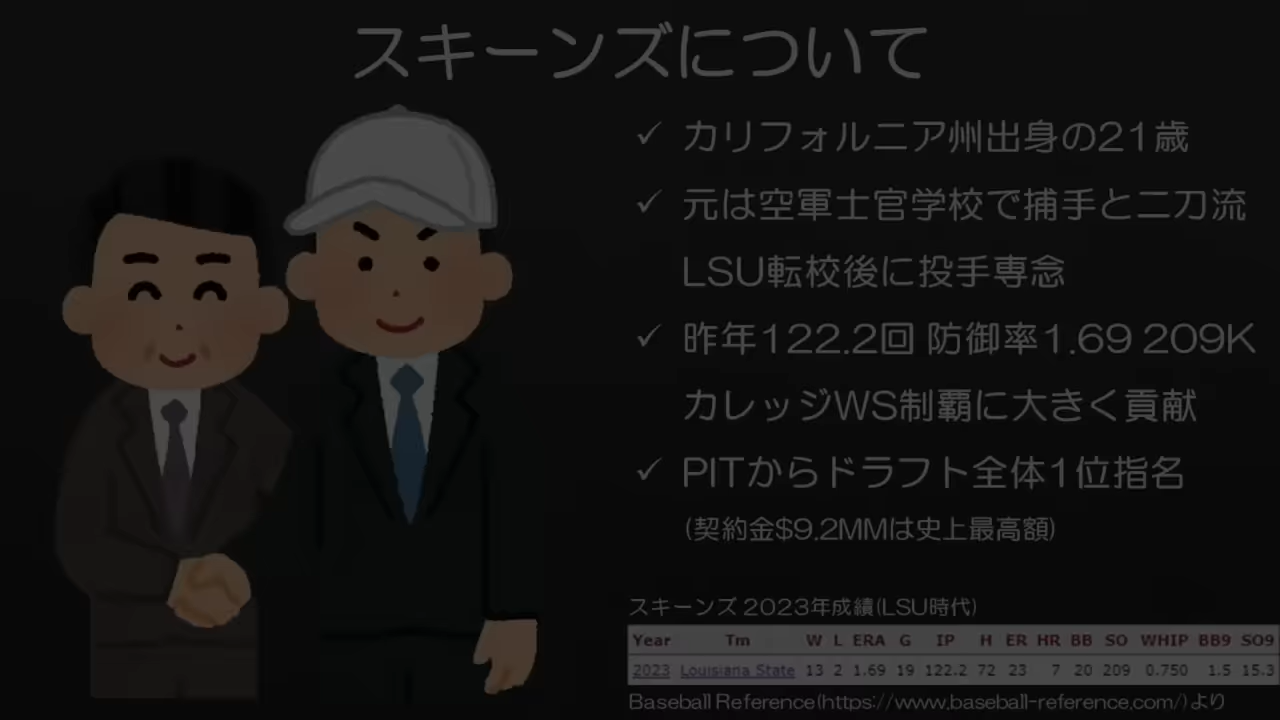 スキーンズについて
✓ カリフォルニア州出身の21歳
✓ 元は空軍士官学校で捕手と二刀流
LSU転校後に投手専念
✓ 昨年122.2回 防御率1.69 209K
カレッジWS制覇に大きく貢献
✓ PITからドラフト全体1位指名
(契約金$9.2MMは史上最高額)
スキーンズ 2023年成績(LSU時代)
Year Tm W L ERA G IP H ER HR BB SO WHIP BB9 SO9
2023 Louisiana State 13 2 1.69 19 122.2 72 23 7 20 209 0.750 1.5 15.3
Baseball Reference(https://www.baseball-reference.com/)より